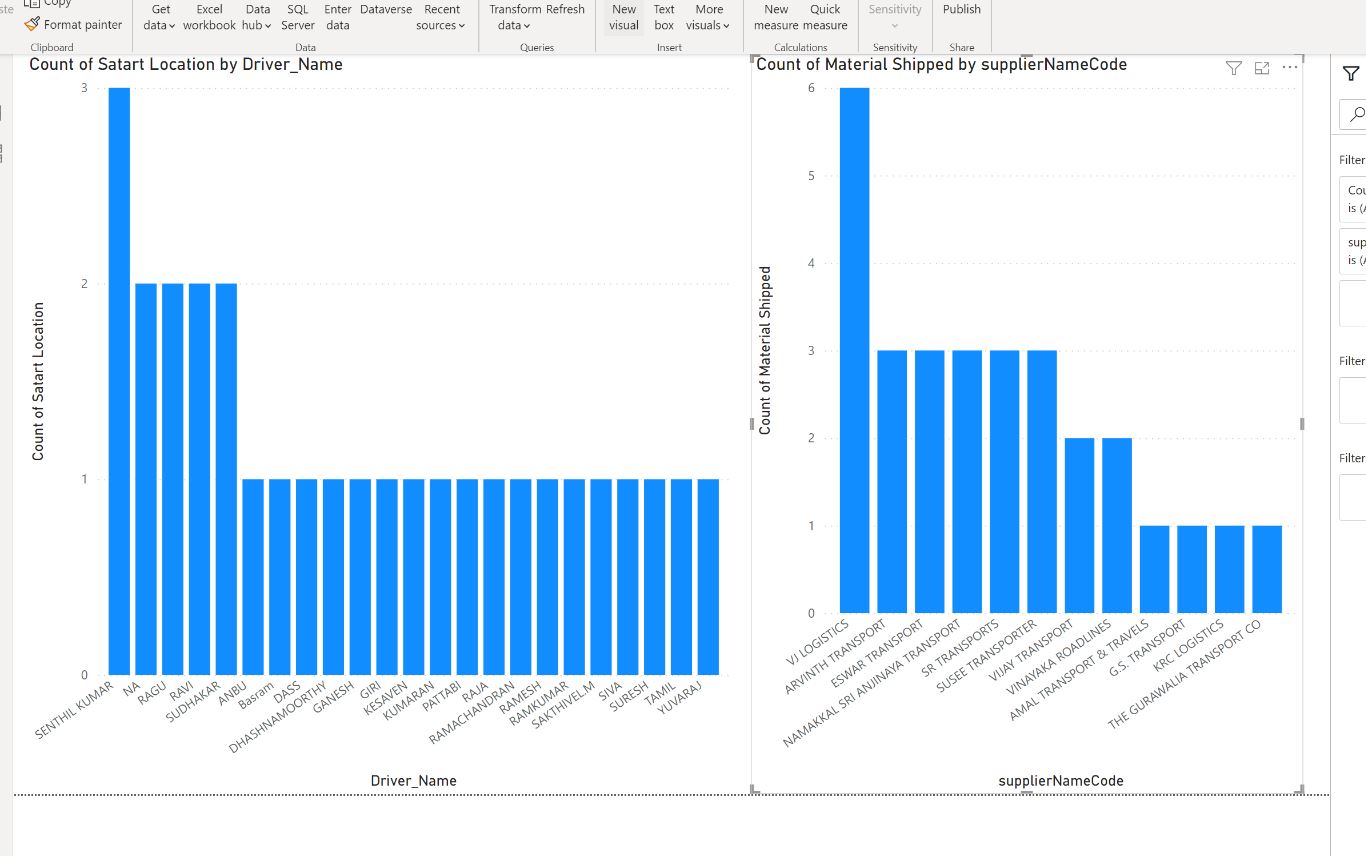 Copy
ste
Format painter
Clipboard
Get data
Excel workbook
Data hub
SQL Server
Enter data
Dataverse
Recent sources
Data
Transform data
Refresh
Queries
New visual
Text box
More visuals
Insert
New measure
Quick measure
Calculations
Sensitivity
Sensitivity
Publish
Share
Count of Satart Location by Driver_Name
Count of Satart Location
3
2
1
0
SENTHIL KUMAR
NA
RAGU
RAVI
SUDHAKAR
ANBU
Basram
DASS
DHASHNAMOORTHY
GANESH
GIRI
KESAVEN
KUMARAN
PATTABI
RAJA
RAMACHANDRAN
RAMESH
RAMKUMAR
SAKTHIVEL.M
SIVA
SURESH
TAMIL
YUVARAJ
Driver_Name
Count of Material Shipped by supplierNameCode
Count of Material Shipped
6
5
4
3
2
1
0
VJ LOGISTICS
ARVINTH TRANSPORT
ESWAR TRANSPORT
NAMAKKAL SRI ANJINAYA TRANSPORT
SR TRANSPORTS
SUSEE TRANSPORTER
VIJAY TRANSPORT
VINAYAKA ROADLINES
AMAL TRANSPORT & TRAVELS
G.S. TRANSPORT
KRC LOGISTICS
THE GURAWALIA TRANSPORT CO
supplierNameCode
Filter
Cou
is (A
sup
is (A
Filter
Filter